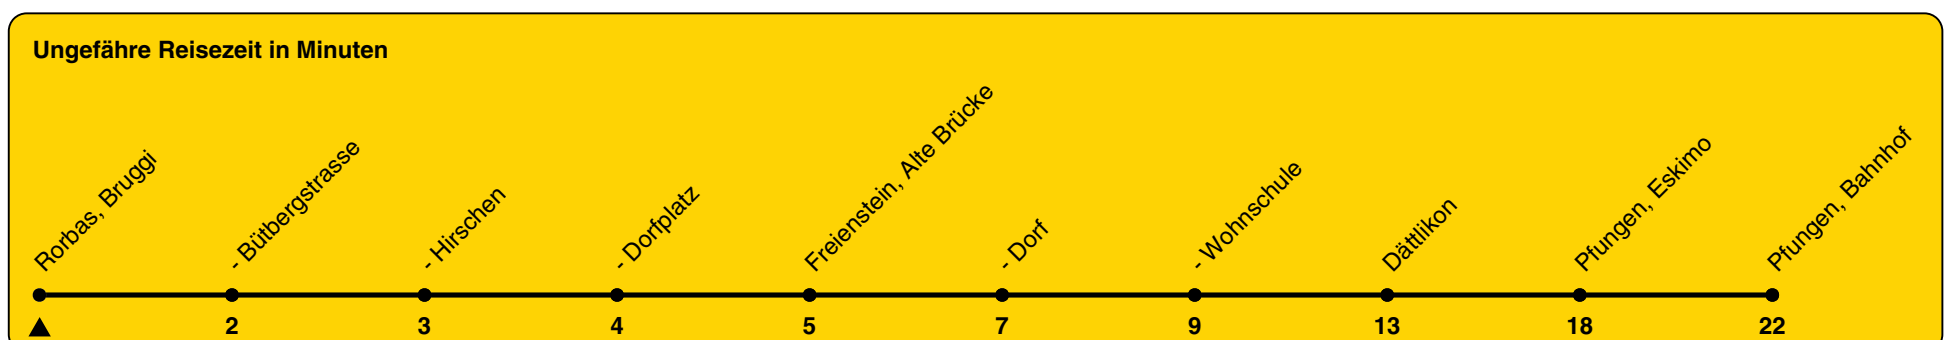 Ungefähre Reisezeit in Minuten
Rorbas, Bruggi
- Bütbergstrasse
- Hirschen
- Dorfplatz
Freienstein, Alte Brücke
- Dorf
- Wohnschule
Dättlikon
Pfungen, Eskimo
Pfungen, Bahnhof
2 3 4 5 7 9 13 18 22